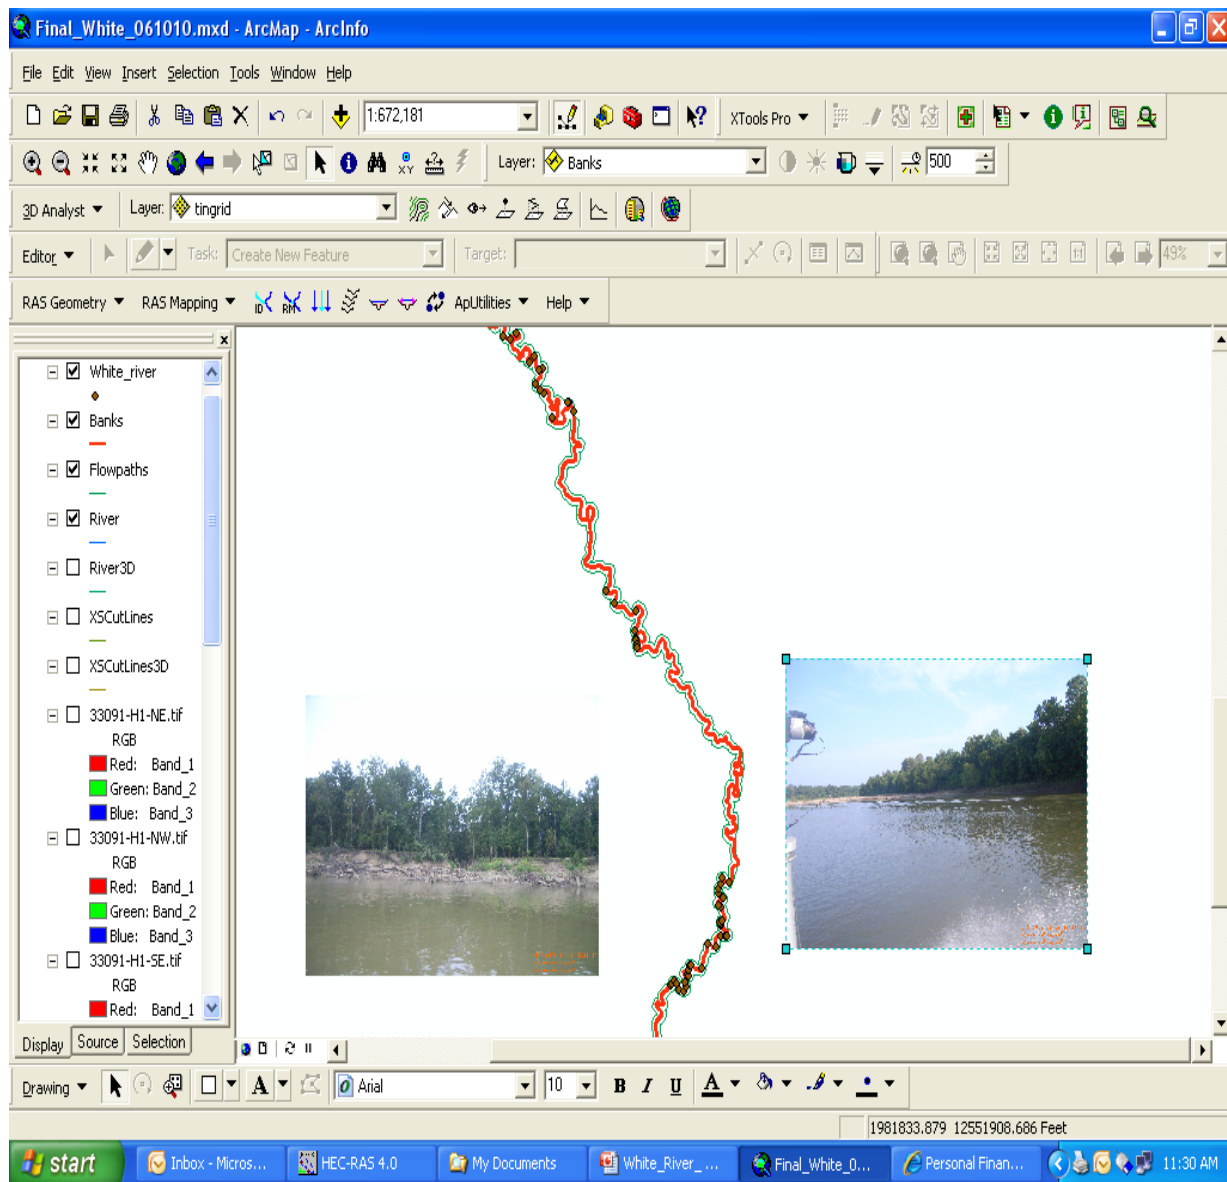 Final_White_061010.mxd - ArcMap - ArcInfo
File Edit View Insert Selection Tools Window Help
1:672,181
XTools Pro
Layer: Banks
500
3D Analyst Layer: tingrid
Editor Task: Create New Feature Target:
49%
RAS Geometry RAS Mapping ID RM ApUtilities Help
White_river
Banks
Flowpaths
River
River3D
XSCutLines
XSCutLines3D
33091-H1-NE.tif
RGB
Red: Band_1
Green: Band_2
Blue: Band_3
33091-H1-NW.tif
RGB
Red: Band_1
Green: Band_2
Blue: Band_3
33091-H1-SE.tif
RGB
Red: Band_1
Display Source Selection
Drawing A Arial 10 B I U A
1981833.879 12551908.686 Feet
start Inbox - Micros... HEC-RAS 4.0 My Documents White_River_ ... Final_White_0... Personal Finan... 11:30 AM